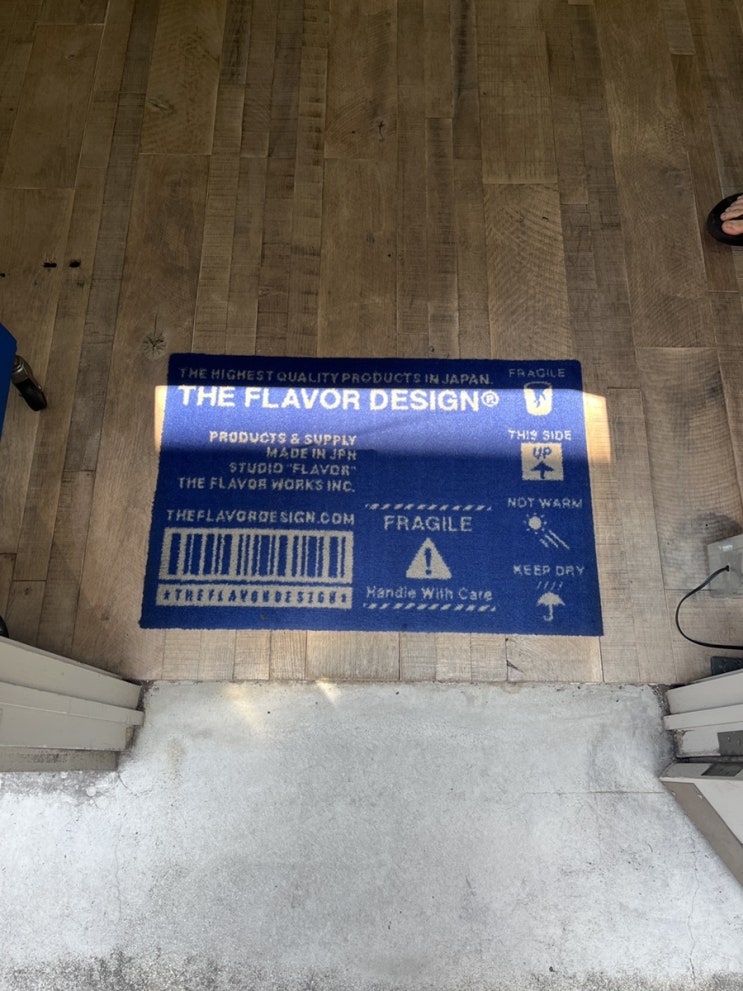 THE HIGHEST QUALITY PRODUCTS IN JAPAN.
THE FLAVOR DESIGN®
PRODUCTS & SUPPLY
MADE IN JPN
STUDIO "FLAVOR"
THE FLAVOR WORKS INC.
THEFLAVORDESIGN.COM
*THEFLAVORDESIGN*
FRAGILE
Handle With Care
FRAGILE
THIS SIDE
UP
NOT WARM
KEEP DRY